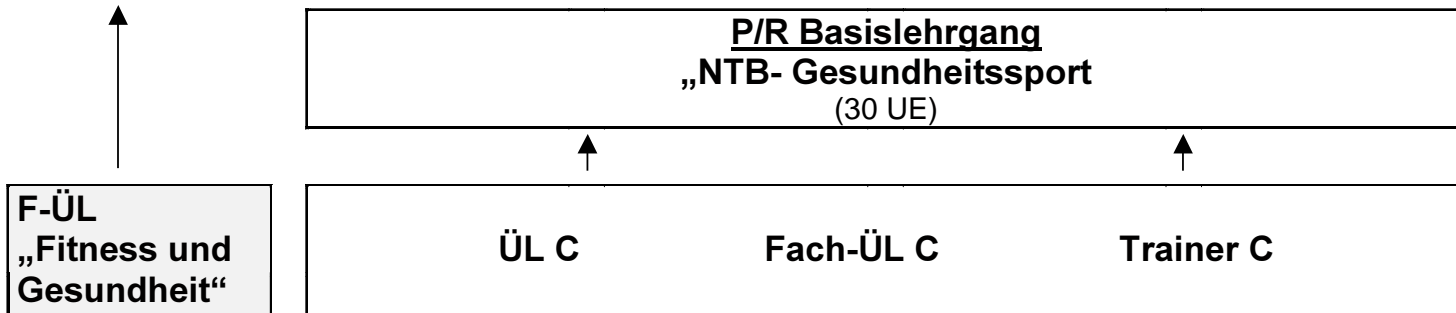 P/R Basislehrgang
„NTB- Gesundheitssport
(30 UE)
F-ÜL
„Fitness und
Gesundheit“
ÜL C Fach-ÜL C Trainer C